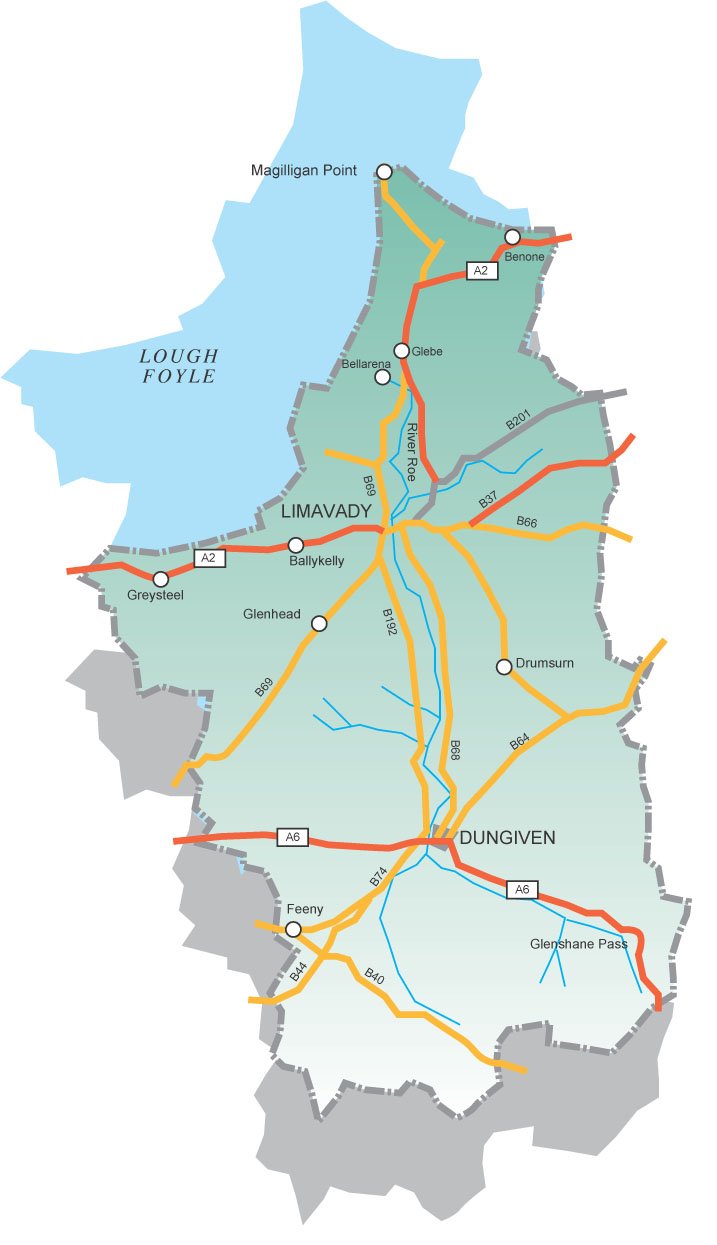 Magilligan Point
Benone
A2
Glebe
LOUGH
FOYLE
Bellarena
B201
River Roe
B69
B37
LIMAVADY
B66
A2
Ballykelly
Greysteel
Glenhead
B192
Drumsurn
B69
B68
B64
A6
DUNGIVEN
B74
A6
Feeny
Glenshane Pass
B44
B40